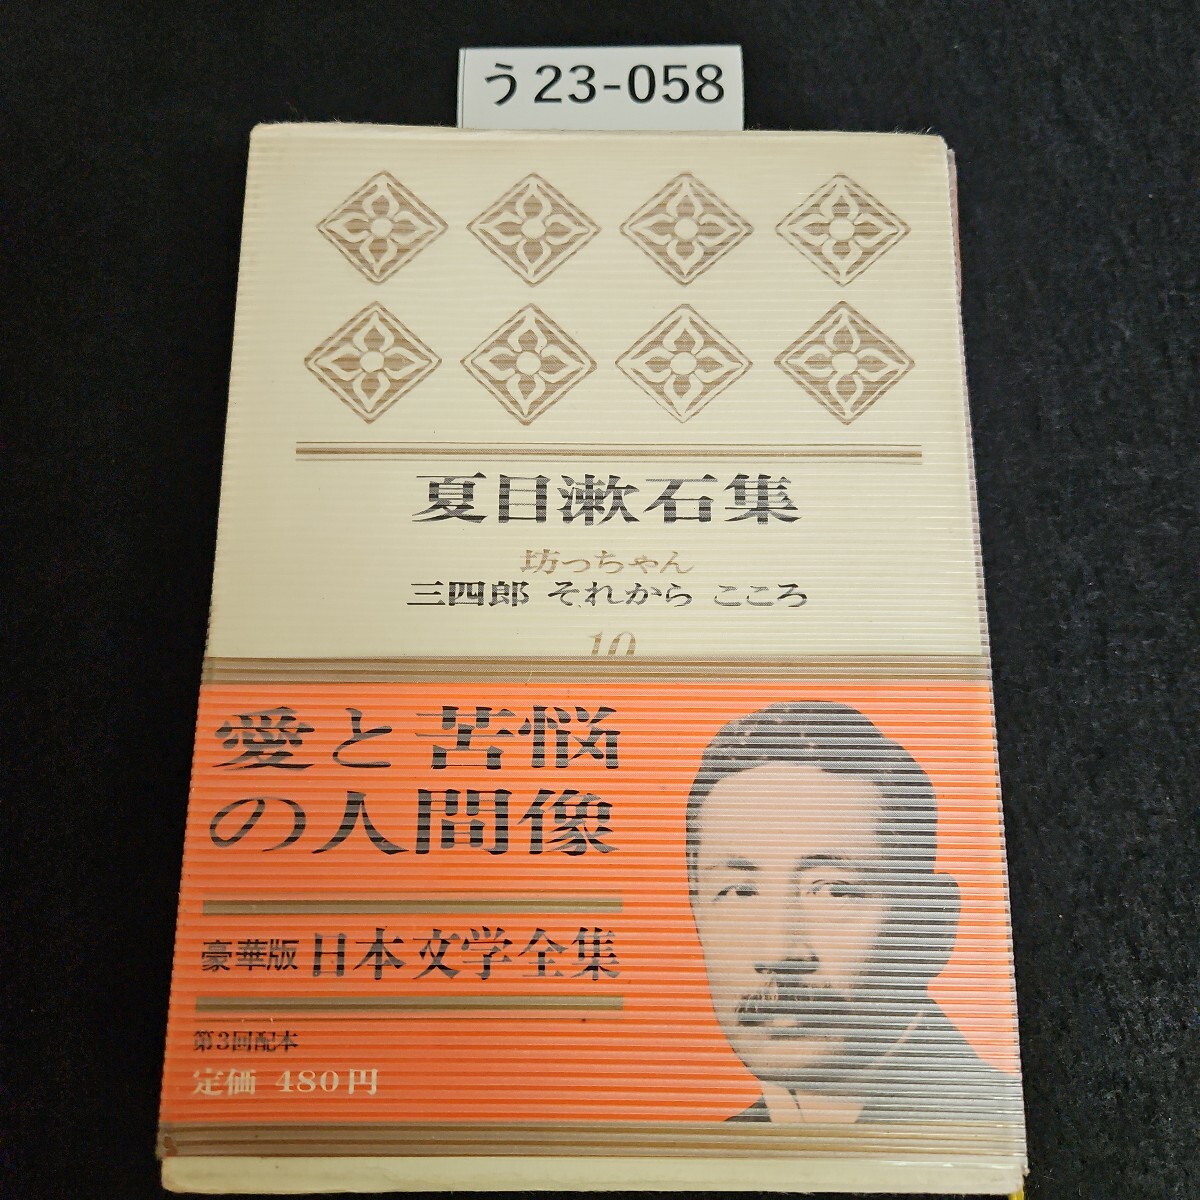 う23-058
夏目漱石集
坊っちゃん
三四郎 それから こころ
10
愛と苦悩
の人間像
豪華版 日本文学全集
第3回配本
定価 480円